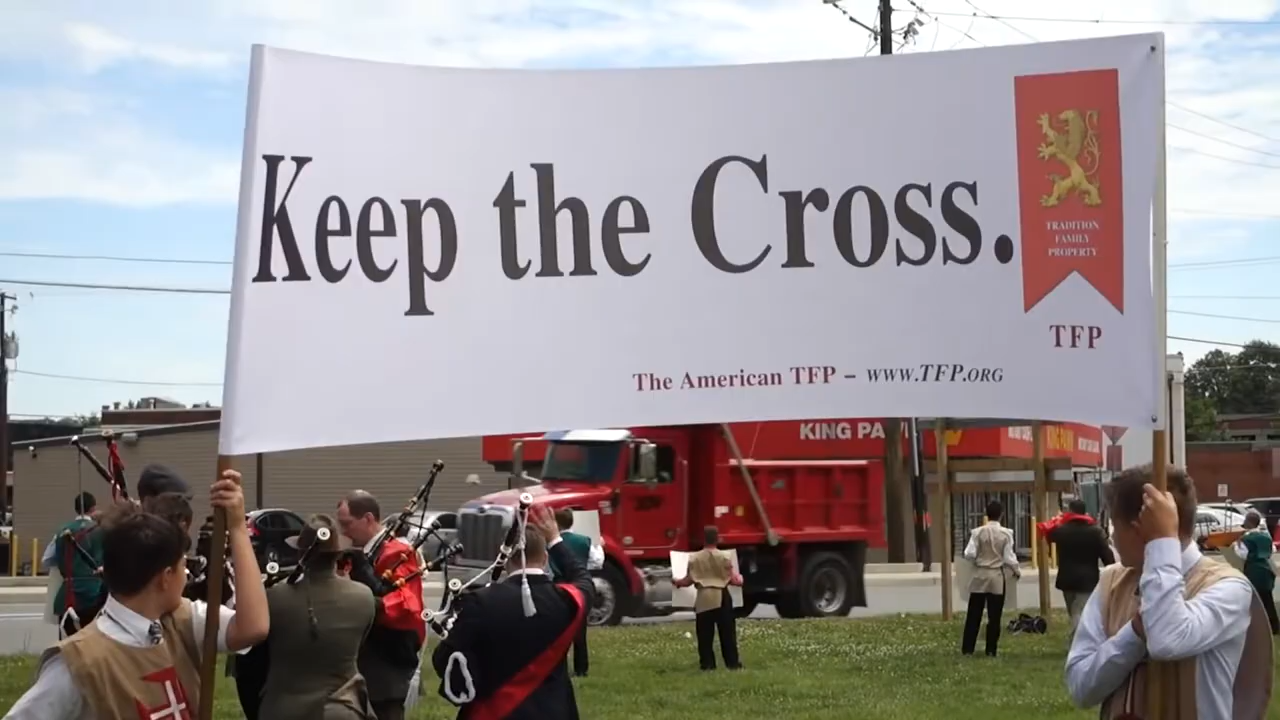 Keep the Cross.
TRADITION
FAMILY
PROPERTY
TFP
The American TFP – WWW.TFP.ORG
KING PA